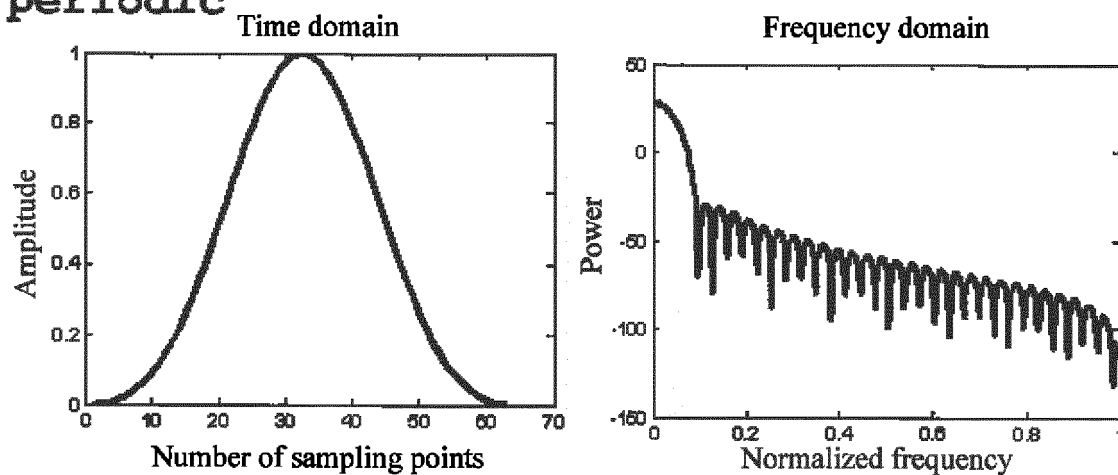 periodic
Time domain
Amplitude
1
0.8
0.6
0.4
0.2
0
0 10 20 30 40 50 60 70
Number of sampling points
Frequency domain
Power
50
0
-50
-100
-150
0 0.2 0.4 0.6 0.8 1
Normalized frequency